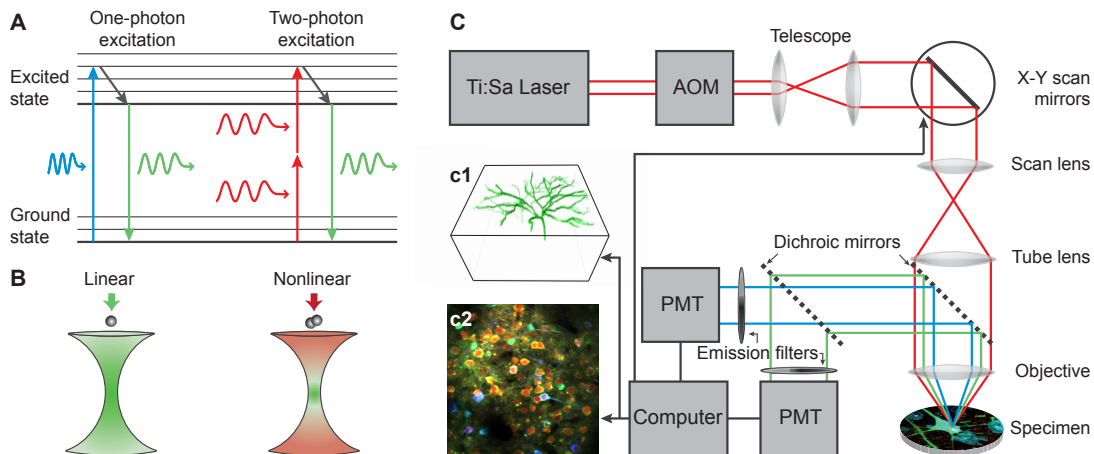 A
One-photon
excitation
Two-photon
excitation
Excited
state
Ground
state
B
Linear
Nonlinear
C
Ti:Sa Laser
AOM
Telescope
X-Y scan
mirrors
Scan lens
c1
Dichroic mirrors
Tube lens
PMT
c2
Emission filters
Objective
Computer
PMT
Specimen